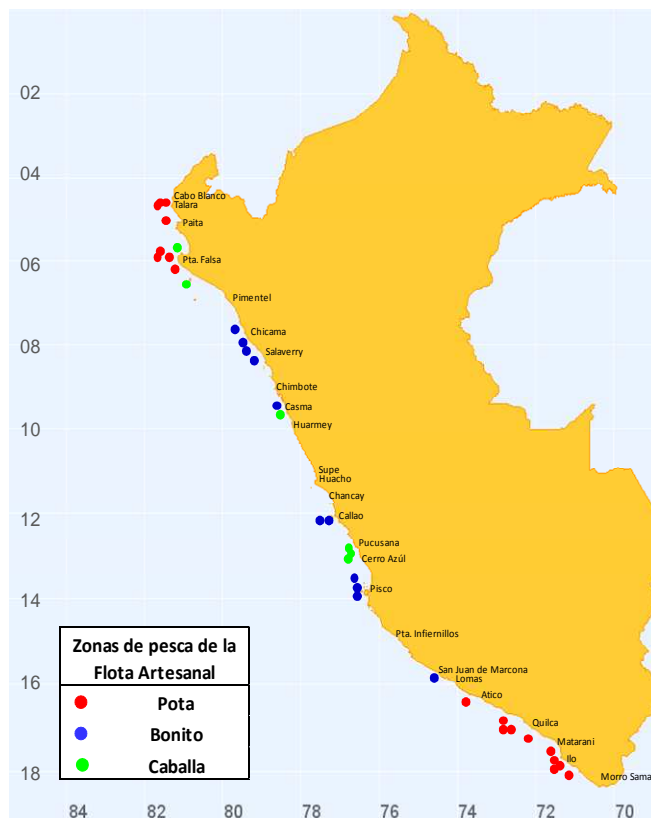 02
04
Cabo Blanco
Talara
Paita
Pta. Falsa
06
Pimentel
Chicama
08
Salaverry
Chimbote
Casma
Huarmey
10
Supe
Huacho
Chancay
12
Callao
Pucusana
Cerro Azúl
14
Pisco
Pta. Infiernillos
San Juan de Marcona
Lomas
16
Atico
Quilca
Matarani
Ilo
18
Morro Sama
Zonas de pesca de la
Flota Artesanal
Pota
Bonito
Caballa
84 82 80 78 76 74 72 70